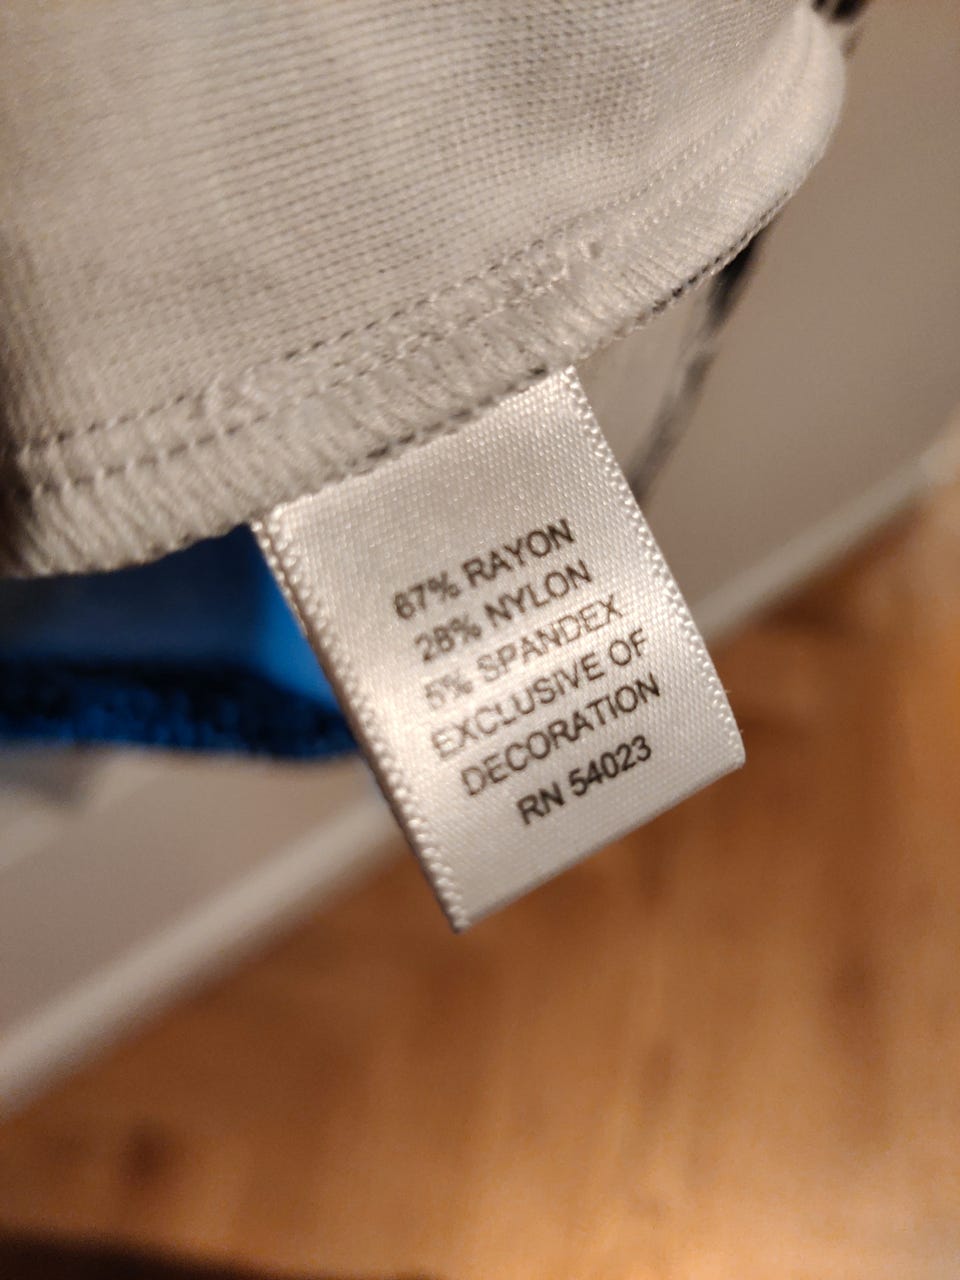 67% RAYON
28% NYLON
5% SPANDEX
EXCLUSIVE OF
DECORATION
RN 54023